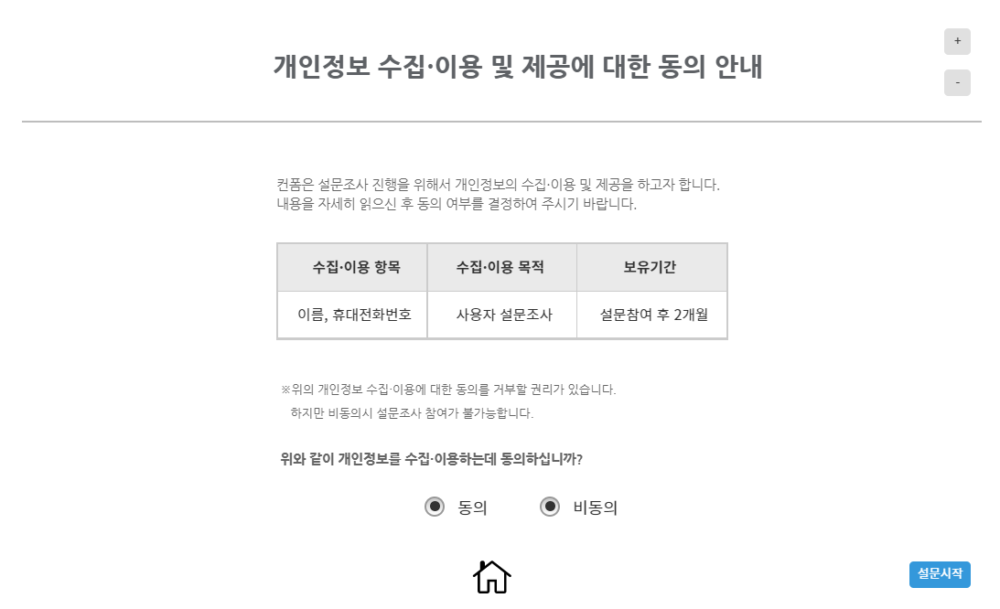 개인정보 수집·이용 및 제공에 대한 동의 안내
+
-
컨폼은 설문조사 진행을 위해서 개인정보의 수집·이용 및 제공을 하고자 합니다.
내용을 자세히 읽으신 후 동의 여부를 결정하여 주시기 바랍니다.
수집·이용 항목 수집·이용 목적 보유기간
이름, 휴대전화번호 사용자 설문조사 설문참여 후 2개월
※위의 개인정보 수집·이용에 대한 동의를 거부할 권리가 있습니다.
하지만 비동의시 설문조사 참여가 불가능합니다.
위와 같이 개인정보를 수집·이용하는데 동의하십니까?
동의 비동의
설문시작